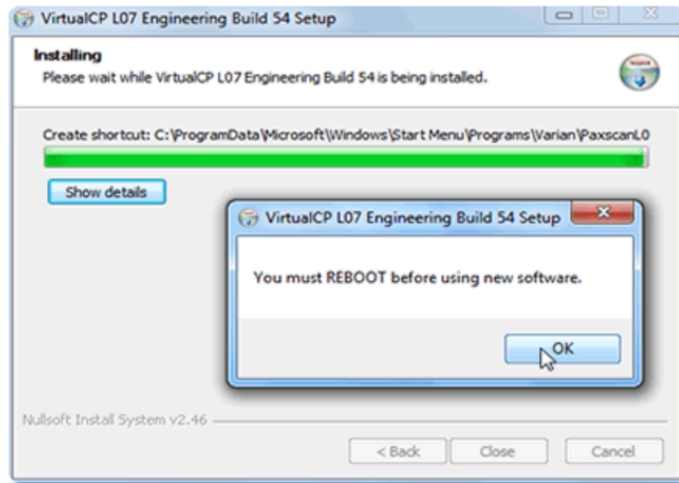 VirtualCP L07 Engineering Build 54 Setup
Installing
Please wait while VirtualCP L07 Engineering Build 54 is being installed.
Create shortcut: C:\ProgramData\Microsoft\Windows\Start Menu\Programs\Varian\PaxscanL0
Show details
VirtualCP L07 Engineering Build 54 Setup
You must REBOOT before using new software.
OK
Nullsoft Install System v2.46
< Back Close Cancel